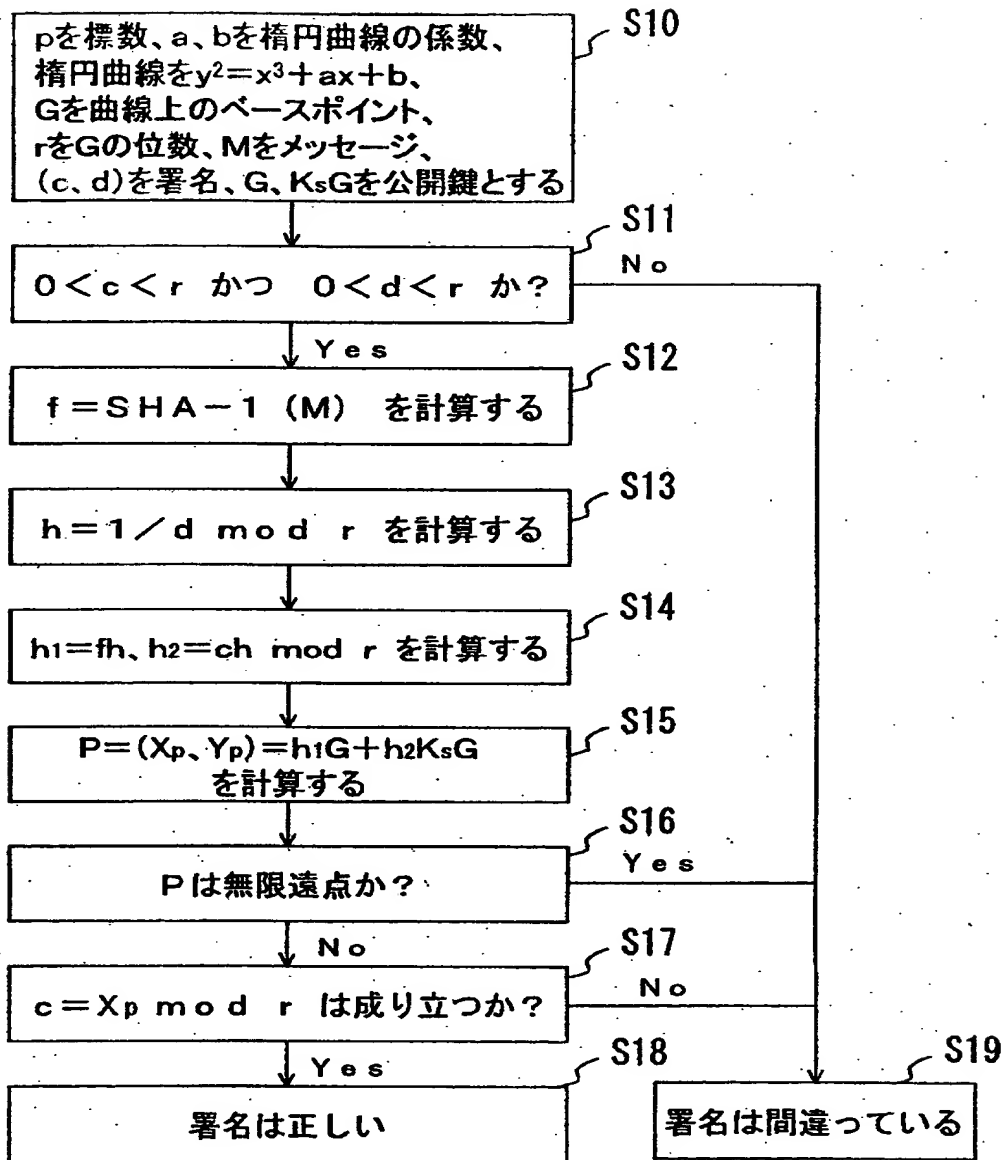 S10
pを標数、a、bを楕円曲線の係数、
楕円曲線をy²=x³+ax+b、
Gを曲線上のベースポイント、
rをGの位数、Mをメッセージ、
(c、d)を署名、G、KsGを公開鍵とする
S11
0<c<r かつ 0<d<r か?
No
Yes
S12
f=SHA-1(M) を計算する
S13
h=1/d mod r を計算する
S14
h1=fh、h2=ch mod r を計算する
S15
P=(Xp、Yp)=h1G+h2KsG
を計算する
S16
Pは無限遠点か?
Yes
No
S17
c=Xp mod r は成り立つか?
No
Yes
S18
署名は正しい
S19
署名は間違っている